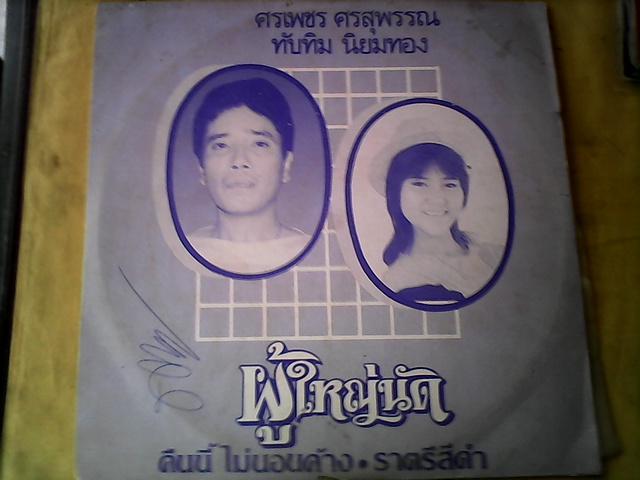 ศรเพชร ศรสุพรรณ
ทับทิม นิยมทอง
ผู้ใหญ่นัด
คืนนี้ ไม่นอนค้าง • ราตรีสีดำ